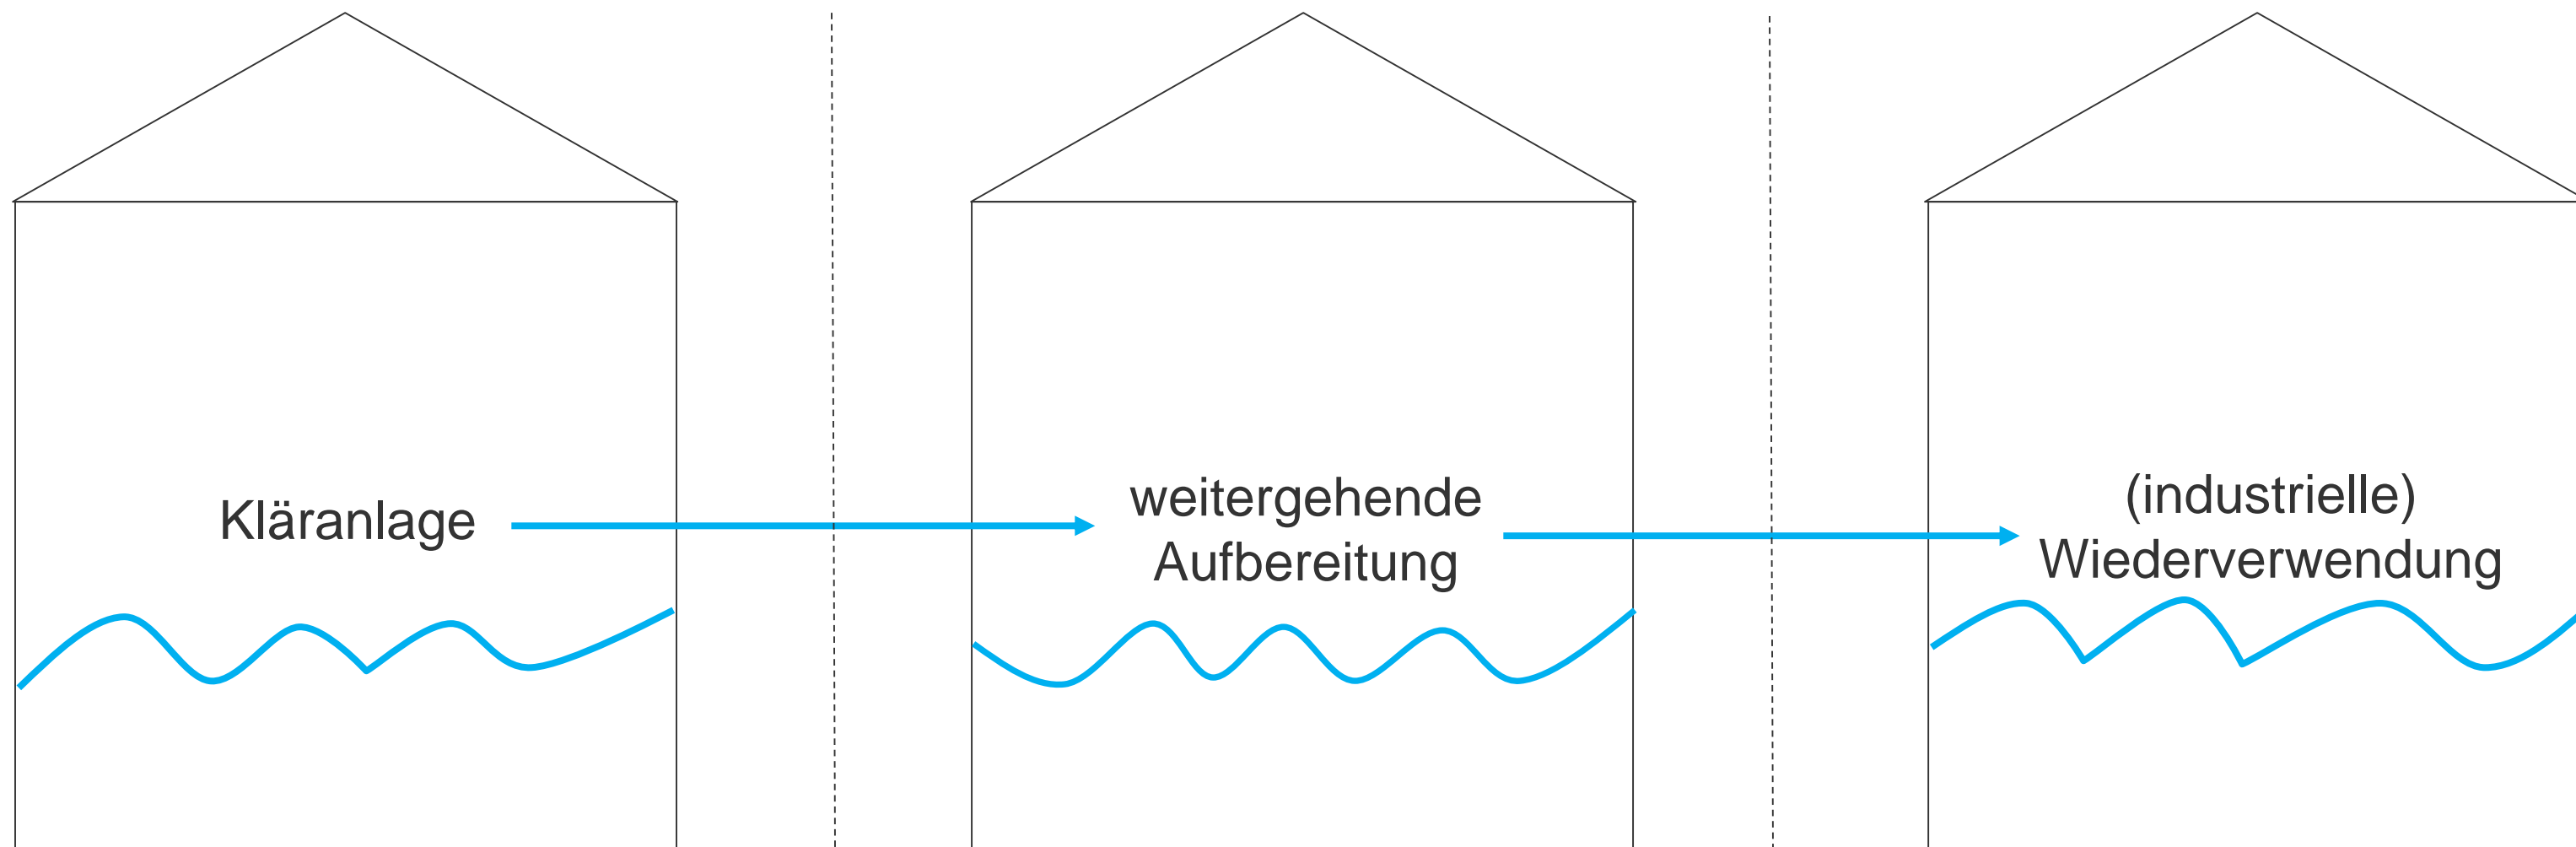 Kläranlage
weitergehende
Aufbereitung
(industrielle)
Wiederverwendung